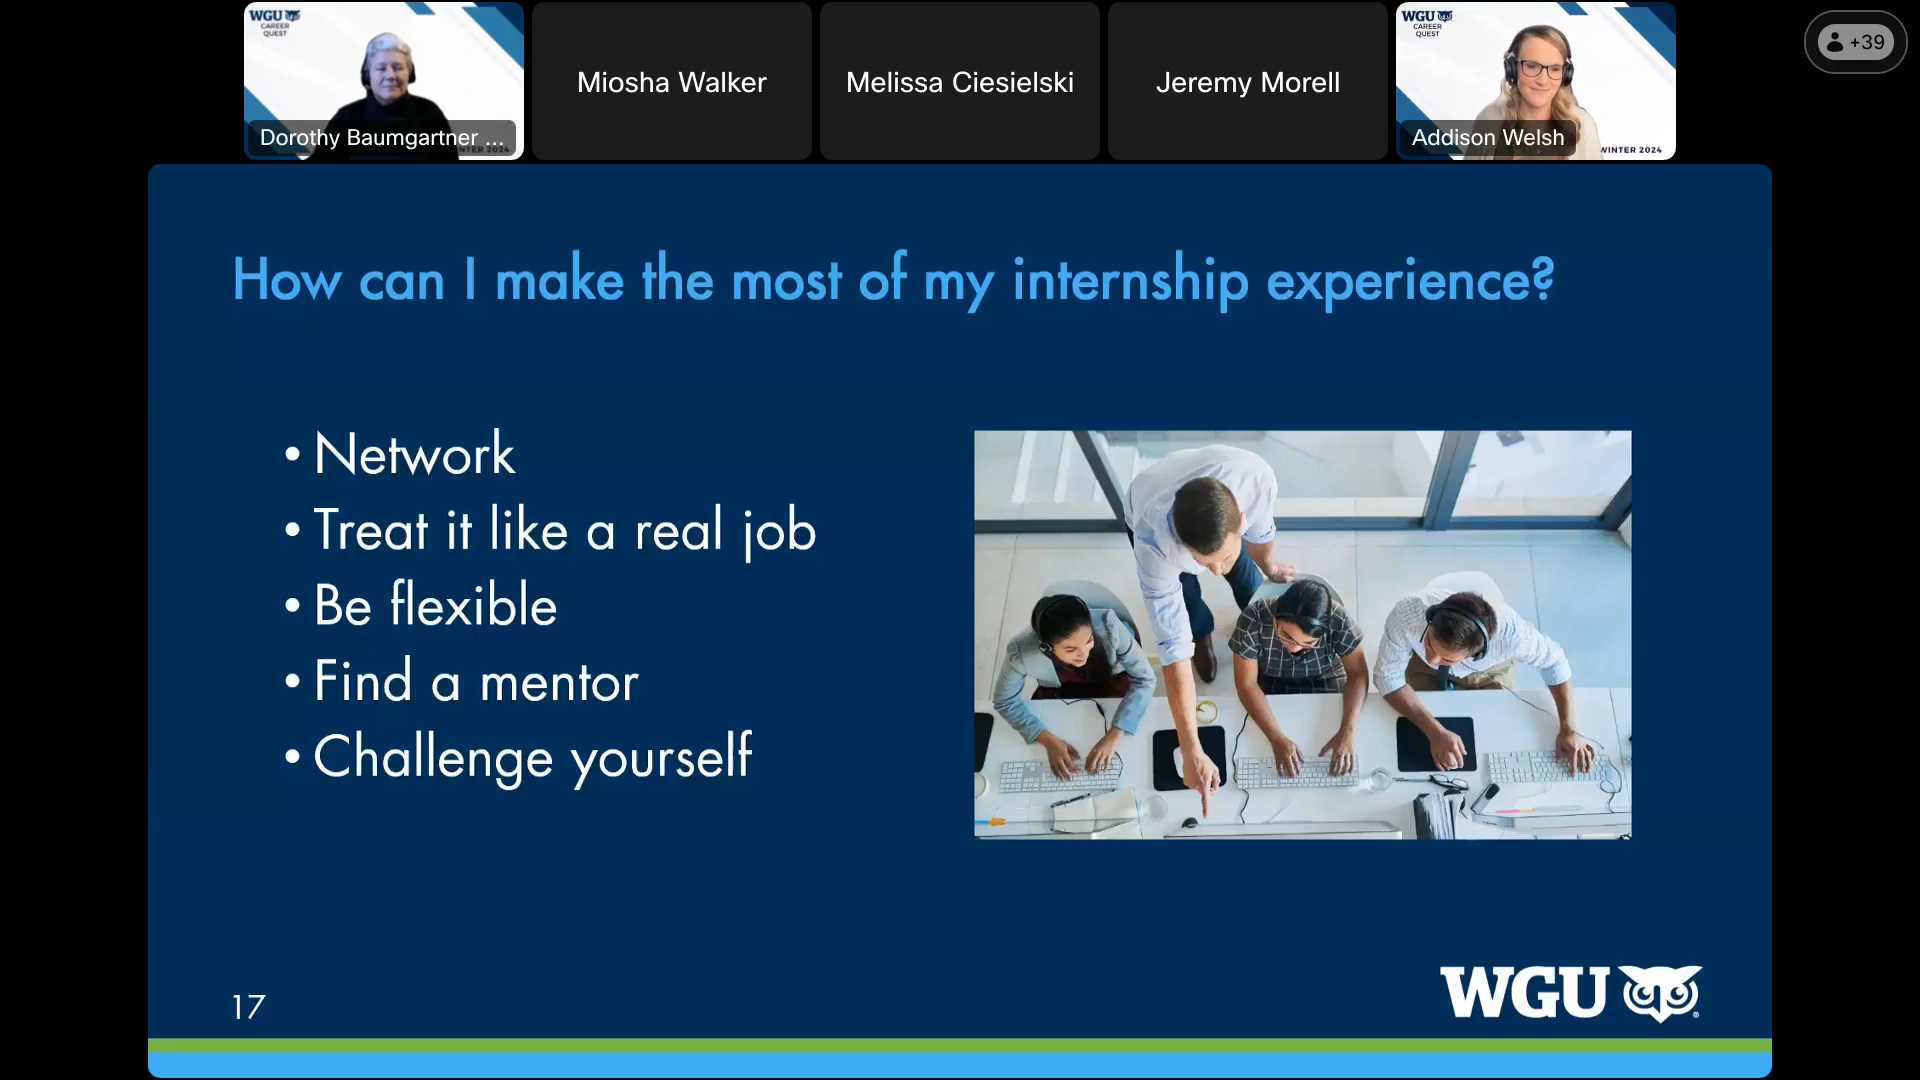 WGU
CAREER
QUEST
Dorothy Baumgartner ...
Miosha Walker
Melissa Ciesielski
Jeremy Morell
WGU
CAREER
QUEST
Addison Welsh
WINTER 2024
+39
How can I make the most of my internship experience?
• Network
• Treat it like a real job
• Be flexible
• Find a mentor
• Challenge yourself
17
WGU